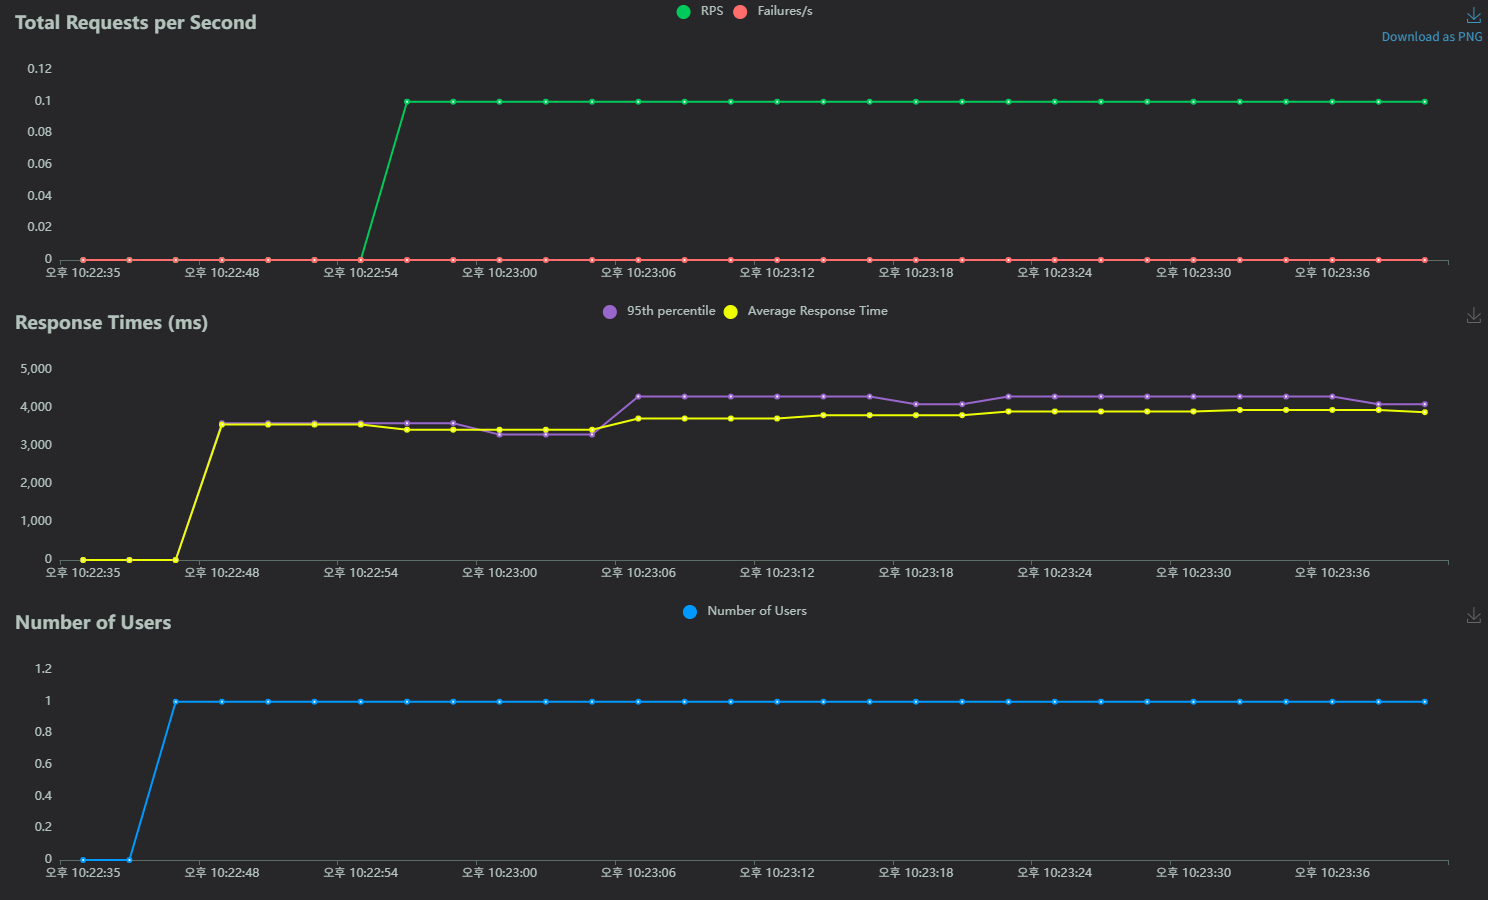 Total Requests per Second
RPS Failures/s
Download as PNG
0.12
0.1
0.08
0.06
0.04
0.02
0
오후 10:22:35 오후 10:22:48 오후 10:22:54 오후 10:23:00 오후 10:23:06 오후 10:23:12 오후 10:23:18 오후 10:23:24 오후 10:23:30 오후 10:23:36
Response Times (ms)
95th percentile Average Response Time
5,000
4,000
3,000
2,000
1,000
0
오후 10:22:35 오후 10:22:48 오후 10:22:54 오후 10:23:00 오후 10:23:06 오후 10:23:12 오후 10:23:18 오후 10:23:24 오후 10:23:30 오후 10:23:36
Number of Users
Number of Users
1.2
1
0.8
0.6
0.4
0.2
0
오후 10:22:35 오후 10:22:48 오후 10:22:54 오후 10:23:00 오후 10:23:06 오후 10:23:12 오후 10:23:18 오후 10:23:24 오후 10:23:30 오후 10:23:36